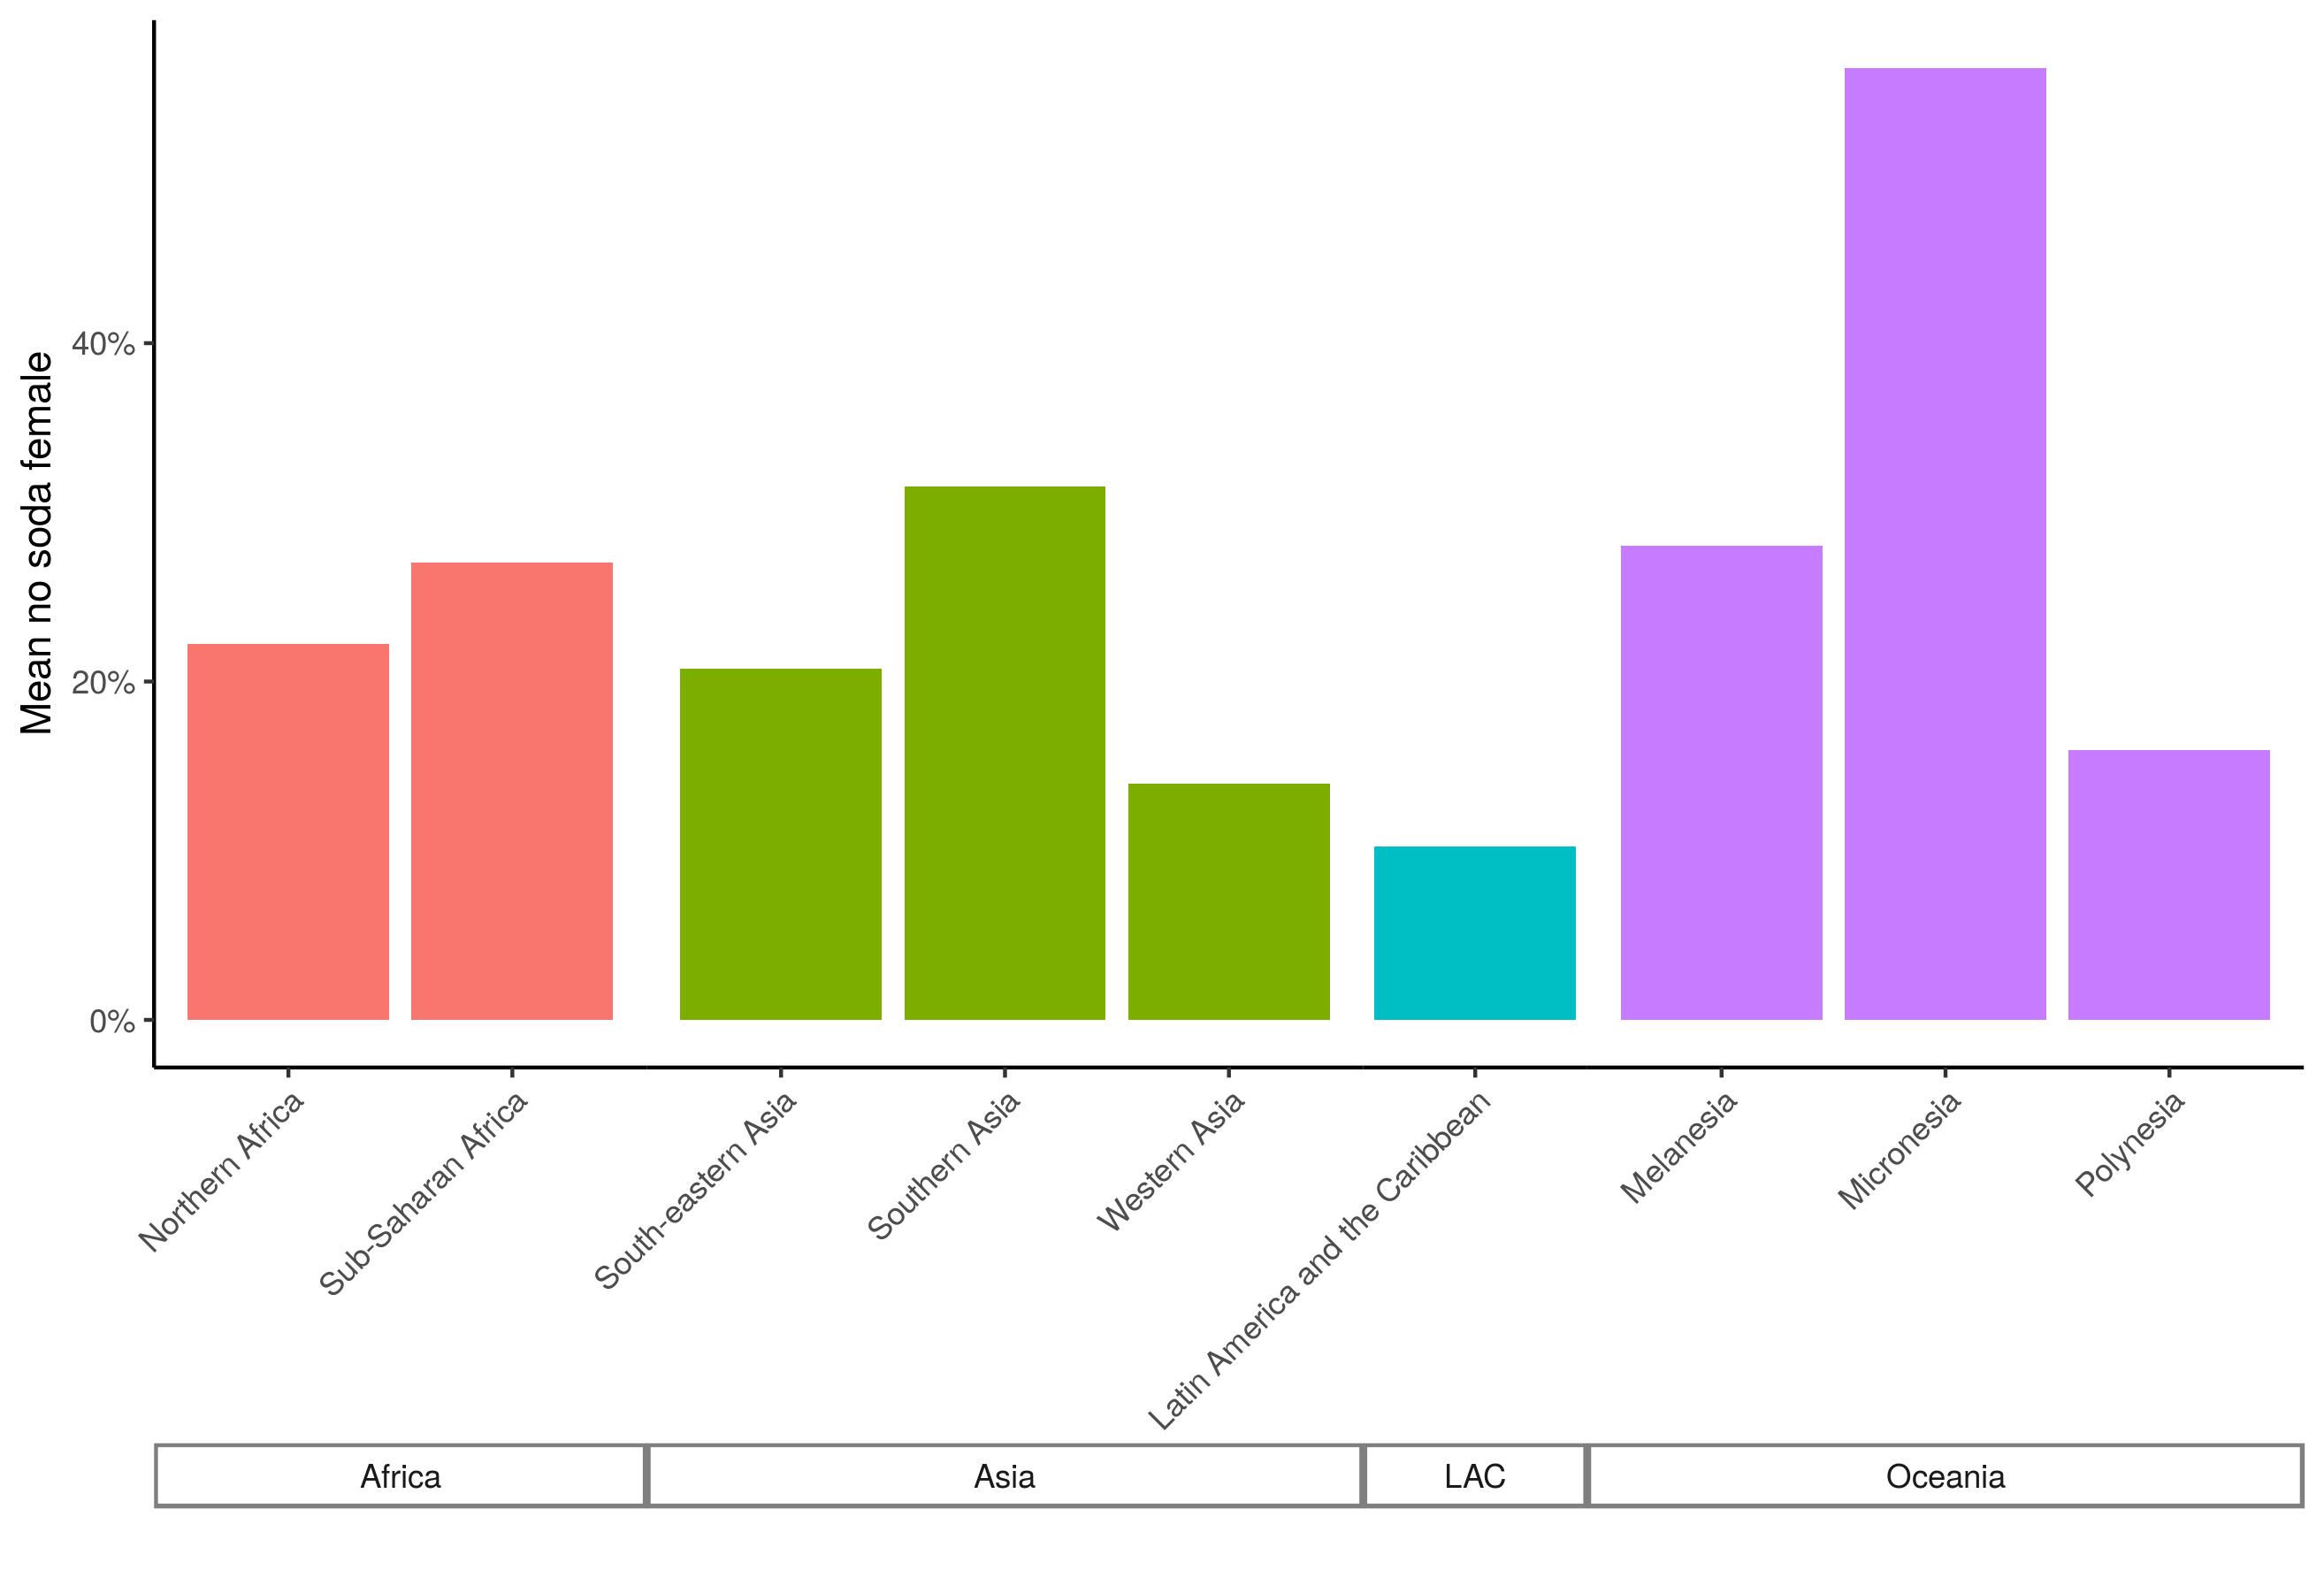 Mean no soda female
40%
20%
0%
Northern Africa
Sub-Saharan Africa
South-eastern Asia
Southern Asia
Western Asia
Latin America and the Caribbean
Melanesia
Micronesia
Polynesia
Africa
Asia
LAC
Oceania